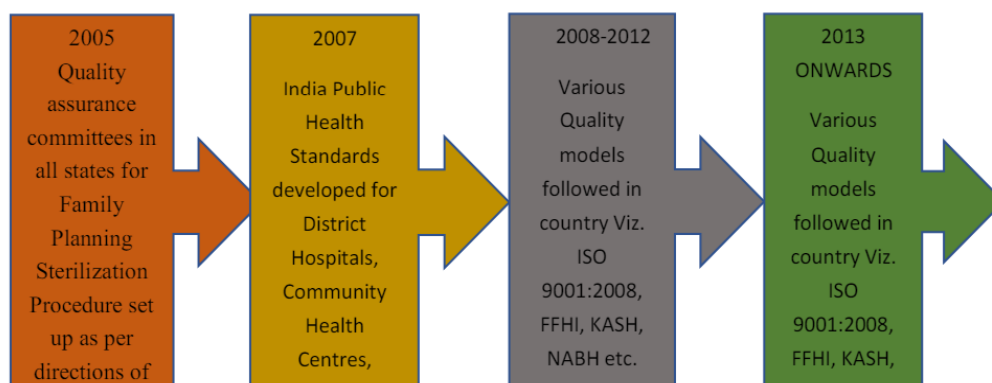 2005
Quality
assurance
committees in
all states for
Family
Planning
Sterilization
Procedure set
up as per
directions of
2007
India Public
Health
Standards
developed for
District
Hospitals,
Community
Health
Centres,
2008-2012
Various
Quality
models
followed in
country Viz.
ISO
9001:2008,
FFHI, KASH,
NABH etc.
2013
ONWARDS
Various
Quality
models
followed in
country Viz.
ISO
9001:2008,
FFHI, KASH,